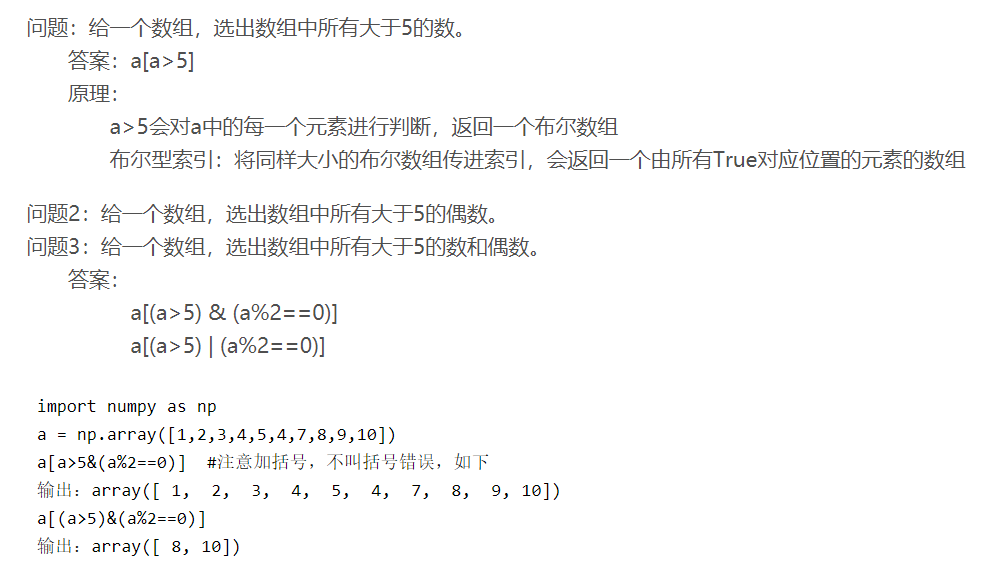 问题：给一个数组，选出数组中所有大于5的数。
答案：a[a>5]
原理：
a>5会对a中的每一个元素进行判断，返回一个布尔数组
布尔型索引：将同样大小的布尔数组传进索引，会返回一个由所有True对应位置的元素的数组
问题2：给一个数组，选出数组中所有大于5的偶数。
问题3：给一个数组，选出数组中所有大于5的数和偶数。
答案：
a[(a>5) & (a%2==0)]
a[(a>5) | (a%2==0)]
import numpy as np
a = np.array([1,2,3,4,5,4,7,8,9,10])
a[a>5&(a%2==0)]  #注意加括号，不叫括号错误，如下
输出：array([ 1,  2,  3,  4,  5,  4,  7,  8,  9, 10])
a[(a>5)&(a%2==0)]
输出：array([ 8, 10])